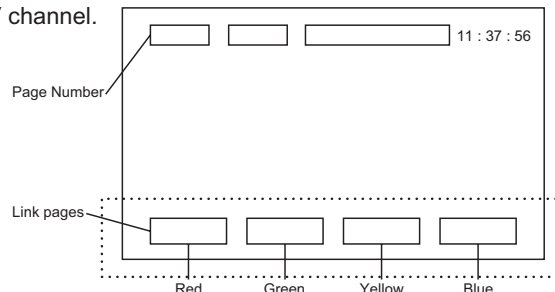 channel.
11 : 37 : 56
Page Number
Link pages
Red Green Yellow Blue